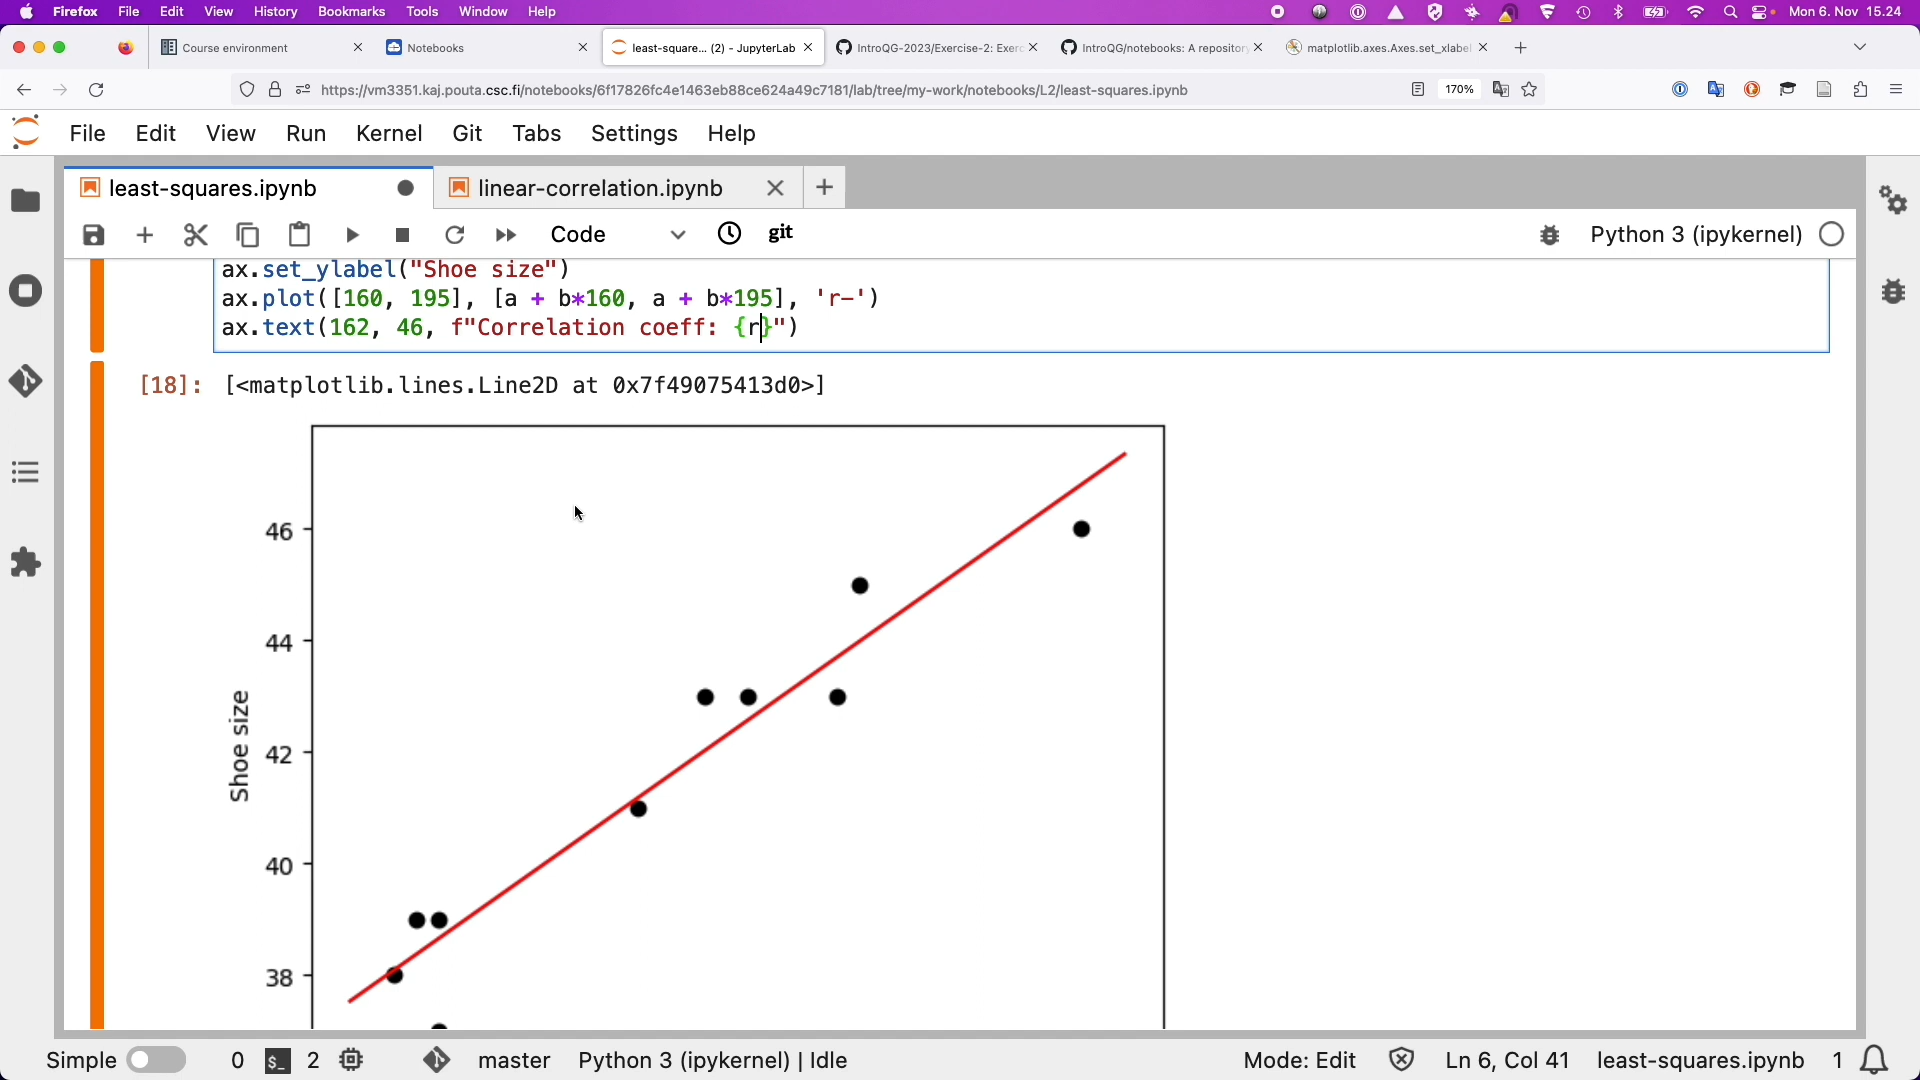 Firefox File Edit View History Bookmarks Tools Window Help Mon 6. Nov 15.24
Course environment Notebooks least-square... (2) - JupyterLab IntroQG-2023/Exercise-2: Exerc IntroQG/notebooks: A repository matplotlib.axes.Axes.set_xlabel
https://vm3351.kaj.pouta.csc.fi/notebooks/6f17826fc4e1463eb88ce624a49c7181/lab/tree/my-work/notebooks/L2/least-squares.ipynb 170%
File Edit View Run Kernel Git Tabs Settings Help
least-squares.ipynb linear-correlation.ipynb
Code git Python 3 (ipykernel)
ax.set_ylabel("Shoe size")
ax.plot([160, 195], [a + b*160, a + b*195], 'r-')
ax.text(162, 46, f"Correlation coeff: {r}")
[18]: [<matplotlib.lines.Line2D at 0x7f49075413d0>]
46
44
Shoe size
42
40
38
Simple 0 $_ 2 master Python 3 (ipykernel) | Idle Mode: Edit Ln 6, Col 41 least-squares.ipynb 1